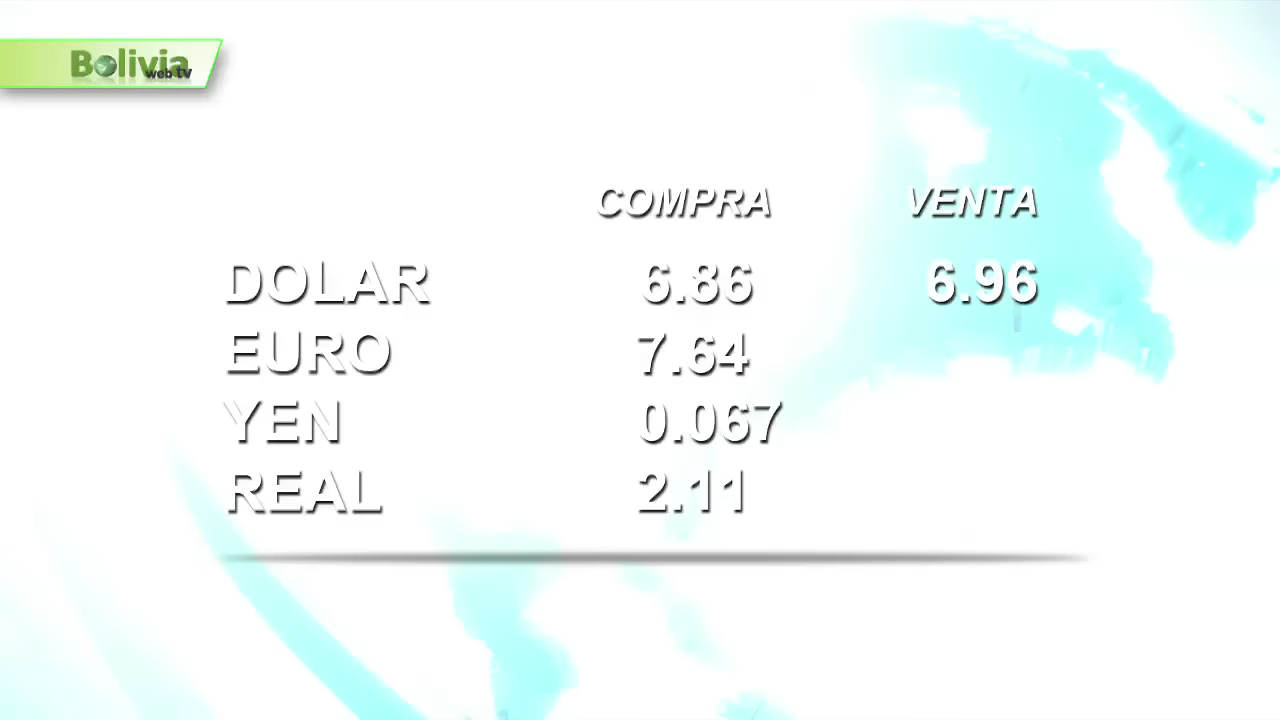 Bolivia
web tv
COMPRA VENTA
DOLAR 6.86 6.96
EURO 7.64
YEN 0.067
REAL 2.11